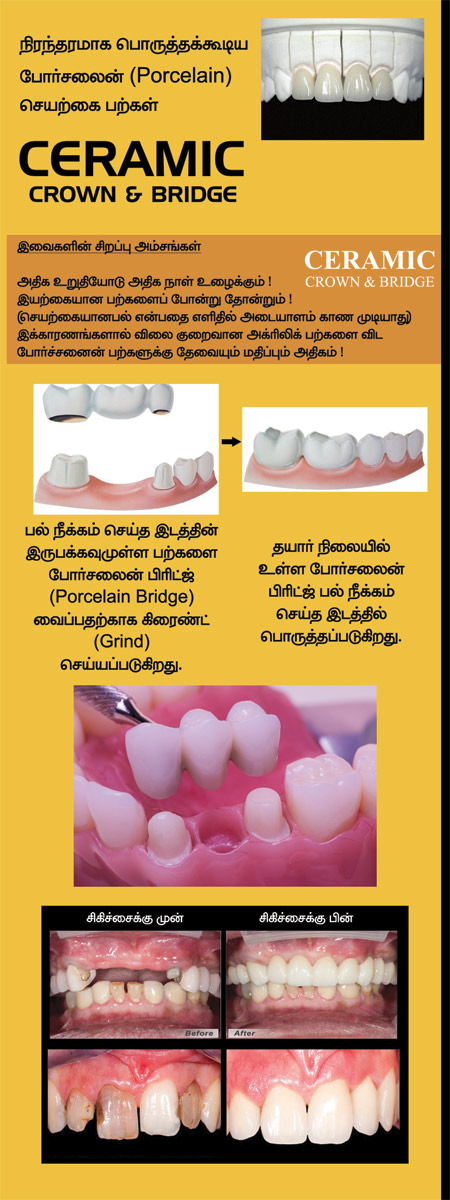 நிரந்தரமாக பொருத்தக்கூடிய
போர்சலைன் (Porcelain)
செயற்கை பற்கள்
CERAMIC
CROWN & BRIDGE
இவைகளின் சிறப்பு அம்சங்கள்
CERAMIC
CROWN & BRIDGE
அதிக உறுதியோடு அதிக நாள் உழைக்கும் !
இயற்கையான பற்களைப் போன்று தோன்றும் !
(செயற்கையானபல் என்பதை எளிதில் அடையாளம் காண முடியாது)
இக்காரணங்களால் விலை குறைவான அக்ரிலிக் பற்களை விட
போர்ச்சனைன் பற்களுக்கு தேவையும் மதிப்பும் அதிகம் !
பல் நீக்கம் செய்த இடத்தின்
இருபக்கவுமுள்ள பற்களை
போர்சலைன் பிரிட்ஜ்
(Porcelain Bridge)
வைப்பதற்காக கிரைண்ட்
(Grind)
செய்யப்படுகிறது.
தயார் நிலையில்
உள்ள போர்சலைன்
பிரிட்ஜ் பல் நீக்கம்
செய்த இடத்தில்
பொருத்தப்படுகிறது.
சிகிச்சைக்கு முன்
சிகிச்சைக்கு பின்
Before
After